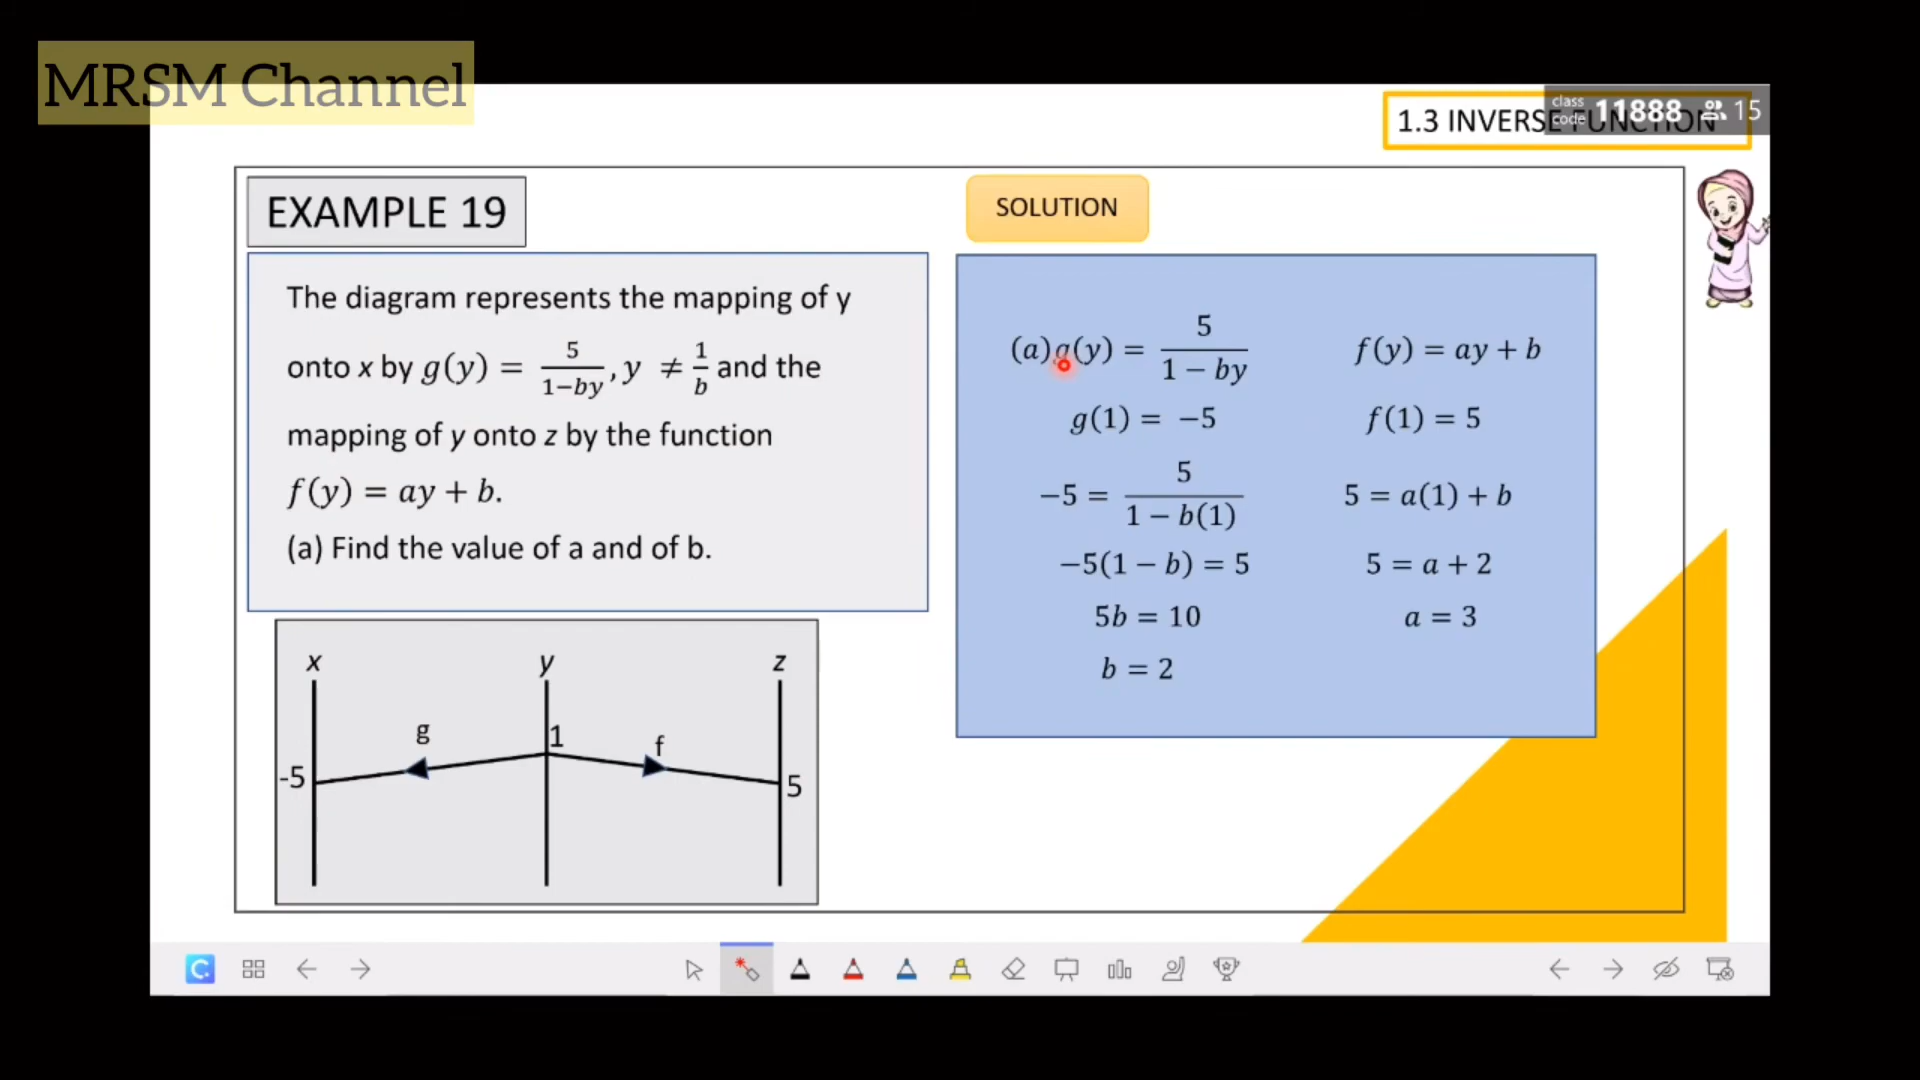 MRSM Channel
class code 11888 15
1.3 INVERSE FUNCTION
EXAMPLE 19
The diagram represents the mapping of y
onto x by g(y) = 5/(1−by), y ≠ 1/b and the
mapping of y onto z by the function
f(y) = ay + b.
(a) Find the value of a and of b.
x y z
g 1 f
-5 5
SOLUTION
(a) g(y) = 5/(1 − by) f(y) = ay + b
g(1) = −5 f(1) = 5
−5 = 5/(1 − b(1)) 5 = a(1) + b
−5(1 − b) = 5 5 = a + 2
5b = 10 a = 3
b = 2